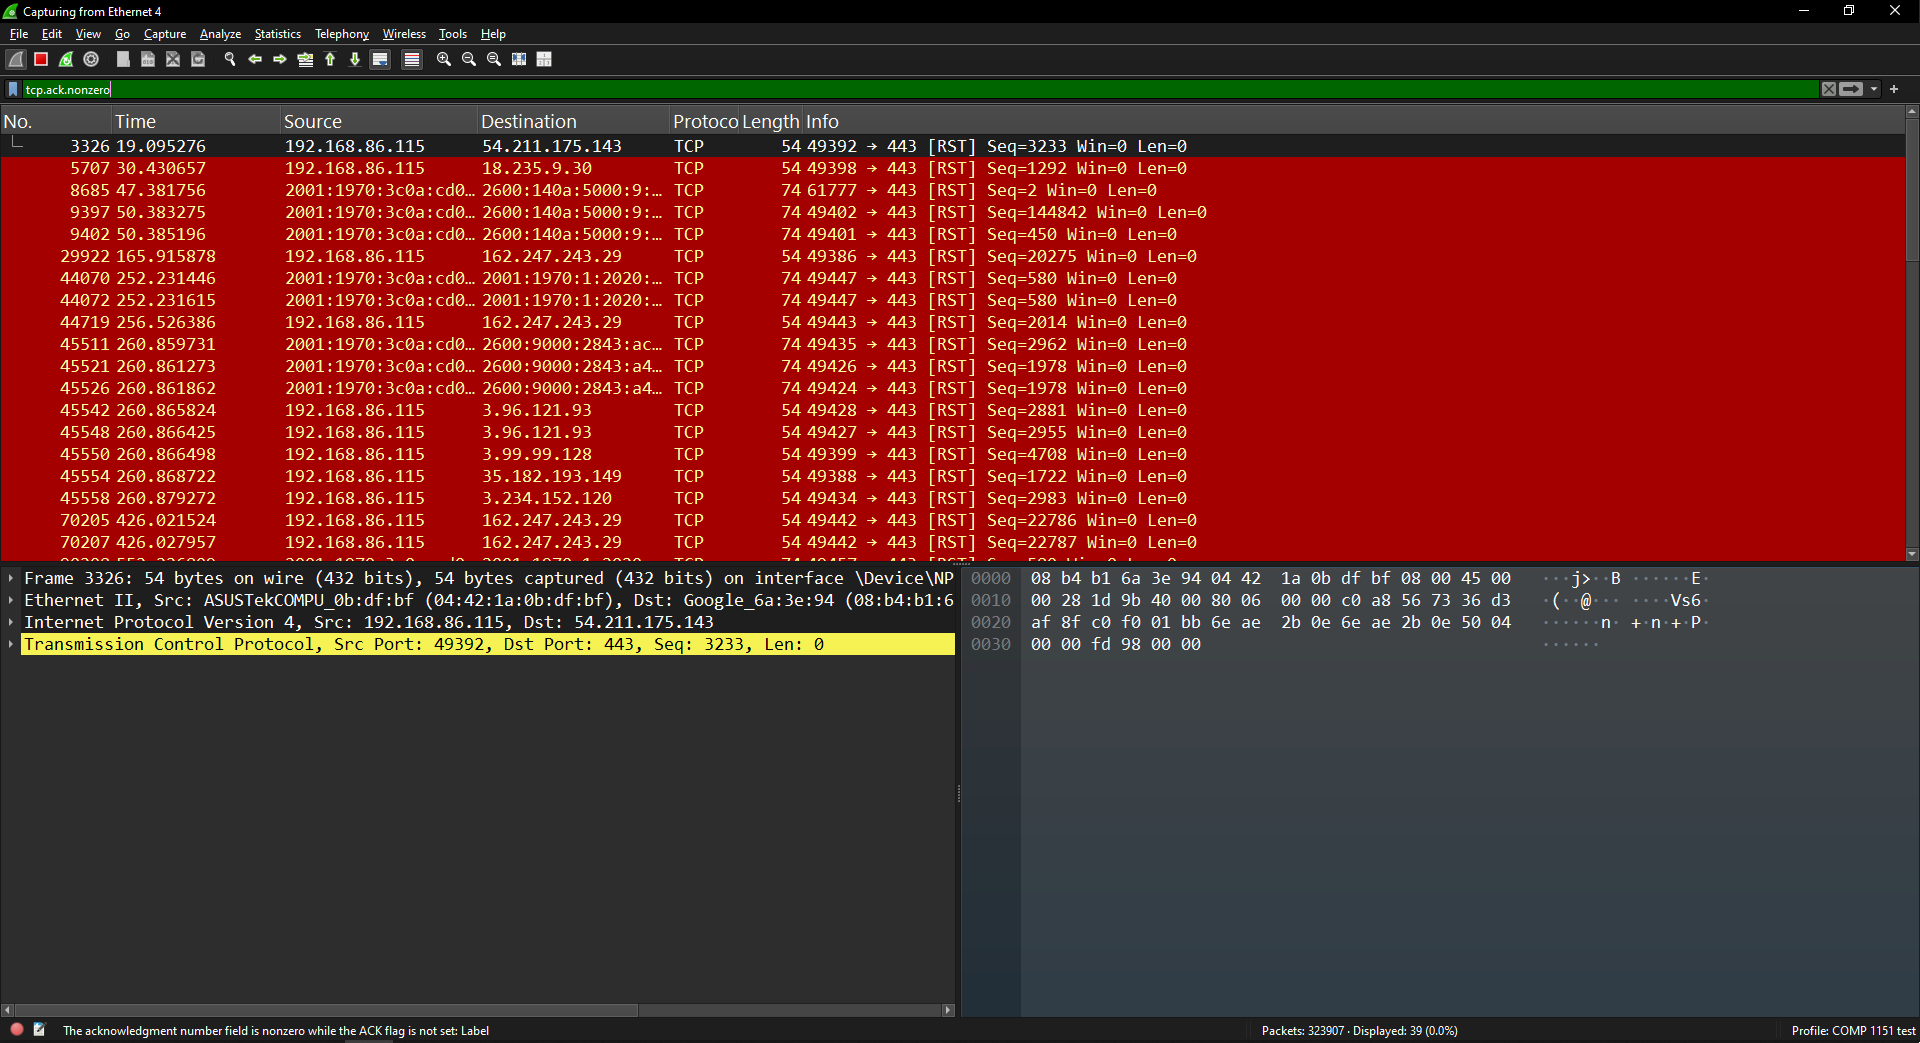 Capturing from Ethernet 4
File Edit View Go Capture Analyze Statistics Telephony Wireless Tools Help
tcp.ack.nonzero
No. Time Source Destination Protoco Length Info
3326 19.095276 192.168.86.115 54.211.175.143 TCP 54 49392 → 443 [RST] Seq=3233 Win=0 Len=0
5707 30.430657 192.168.86.115 18.235.9.30 TCP 54 49398 → 443 [RST] Seq=1292 Win=0 Len=0
8685 47.381756 2001:1970:3c0a:cd0… 2600:140a:5000:9:… TCP 74 61777 → 443 [RST] Seq=2 Win=0 Len=0
9397 50.383275 2001:1970:3c0a:cd0… 2600:140a:5000:9:… TCP 74 49402 → 443 [RST] Seq=144842 Win=0 Len=0
9402 50.385196 2001:1970:3c0a:cd0… 2600:140a:5000:9:… TCP 74 49401 → 443 [RST] Seq=450 Win=0 Len=0
29922 165.915878 192.168.86.115 162.247.243.29 TCP 54 49386 → 443 [RST] Seq=20275 Win=0 Len=0
44070 252.231446 2001:1970:3c0a:cd0… 2001:1970:1:2020:… TCP 74 49447 → 443 [RST] Seq=580 Win=0 Len=0
44072 252.231615 2001:1970:3c0a:cd0… 2001:1970:1:2020:… TCP 74 49447 → 443 [RST] Seq=580 Win=0 Len=0
44719 256.526386 192.168.86.115 162.247.243.29 TCP 54 49443 → 443 [RST] Seq=2014 Win=0 Len=0
45511 260.859731 2001:1970:3c0a:cd0… 2600:9000:2843:ac… TCP 74 49435 → 443 [RST] Seq=2962 Win=0 Len=0
45521 260.861273 2001:1970:3c0a:cd0… 2600:9000:2843:a4… TCP 74 49426 → 443 [RST] Seq=1978 Win=0 Len=0
45526 260.861862 2001:1970:3c0a:cd0… 2600:9000:2843:a4… TCP 74 49424 → 443 [RST] Seq=1978 Win=0 Len=0
45542 260.865824 192.168.86.115 3.96.121.93 TCP 54 49428 → 443 [RST] Seq=2881 Win=0 Len=0
45548 260.866425 192.168.86.115 3.96.121.93 TCP 54 49427 → 443 [RST] Seq=2955 Win=0 Len=0
45550 260.866498 192.168.86.115 3.99.99.128 TCP 54 49399 → 443 [RST] Seq=4708 Win=0 Len=0
45554 260.868722 192.168.86.115 35.182.193.149 TCP 54 49388 → 443 [RST] Seq=1722 Win=0 Len=0
45558 260.879272 192.168.86.115 3.234.152.120 TCP 54 49434 → 443 [RST] Seq=2983 Win=0 Len=0
70205 426.021524 192.168.86.115 162.247.243.29 TCP 54 49442 → 443 [RST] Seq=22786 Win=0 Len=0
70207 426.027957 192.168.86.115 162.247.243.29 TCP 54 49442 → 443 [RST] Seq=22787 Win=0 Len=0
Frame 3326: 54 bytes on wire (432 bits), 54 bytes captured (432 bits) on interface \Device\NP
Ethernet II, Src: ASUSTekCOMPU_0b:df:bf (04:42:1a:0b:df:bf), Dst: Google_6a:3e:94 (08:b4:b1:6
Internet Protocol Version 4, Src: 192.168.86.115, Dst: 54.211.175.143
Transmission Control Protocol, Src Port: 49392, Dst Port: 443, Seq: 3233, Len: 0
0000 08 b4 b1 6a 3e 94 04 42 1a 0b df bf 08 00 45 00 ···j>··B ······E·
0010 00 28 1d 9b 40 00 80 06 00 00 c0 a8 56 73 36 d3 ·(··@··· ····Vs6·
0020 af 8f c0 f0 01 bb 6e ae 2b 0e 6e ae 2b 0e 50 04 ······n· +·n·+·P·
0030 00 00 fd 98 00 00 ······
The acknowledgment number field is nonzero while the ACK flag is not set: Label
Packets: 323907 · Displayed: 39 (0.0%)
Profile: COMP 1151 test